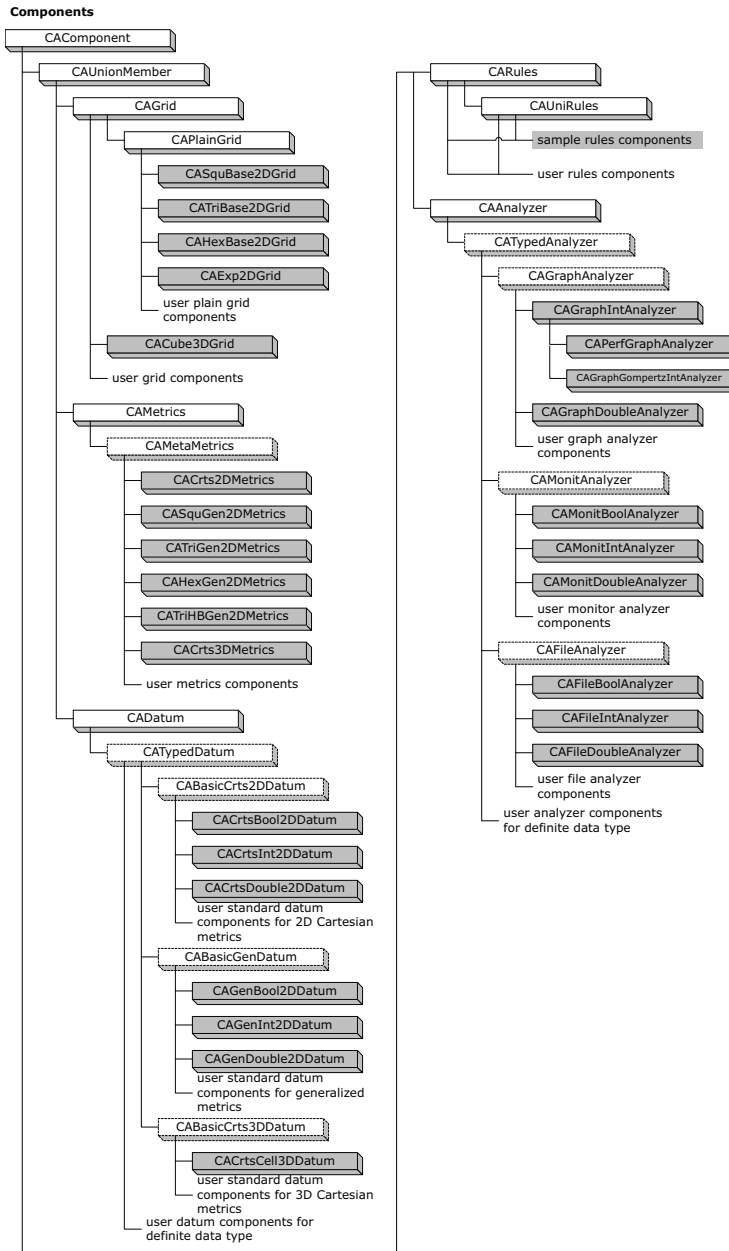 Components
CAComponent
CAUnionMember
CAGrid
CAPlainGrid
CASquBase2DGrid
CATriBase2DGrid
CAHexBase2DGrid
CAExp2DGrid
user plain grid
components
CACube3DGrid
user grid components
CAMetrics
CAMetaMetrics
CACrts2DMetrics
CASquGen2DMetrics
CATriGen2DMetrics
CAHexGen2DMetrics
CATriHBGen2DMetrics
CACrts3DMetrics
user metrics components
CADatum
CATypedDatum
CABasicCrts2DDatum
CACrtsBool2DDatum
CACrtsInt2DDatum
CACrtsDouble2DDatum
user standard datum
components for 2D Cartesian
metrics
CABasicGenDatum
CAGenBool2DDatum
CAGenInt2DDatum
CAGenDouble2DDatum
user standard datum
components for generalized
metrics
CABasicCrts3DDatum
CACrtsCell3DDatum
user standard datum
components for 3D Cartesian
metrics
user datum components for
definite data type
CARules
CAUniRules
sample rules components
user rules components
CAAnalyzer
CATypedAnalyzer
CAGraphAnalyzer
CAGraphIntAnalyzer
CAPerfGraphAnalyzer
CAGraphGompertzIntAnalyzer
CAGraphDoubleAnalyzer
user graph analyzer
components
CAMonitAnalyzer
CAMonitBoolAnalyzer
CAMonitIntAnalyzer
CAMonitDoubleAnalyzer
user monitor analyzer
components
CAFileAnalyzer
CAFileBoolAnalyzer
CAFileIntAnalyzer
CAFileDoubleAnalyzer
user file analyzer
components
user analyzer components
for definite data type